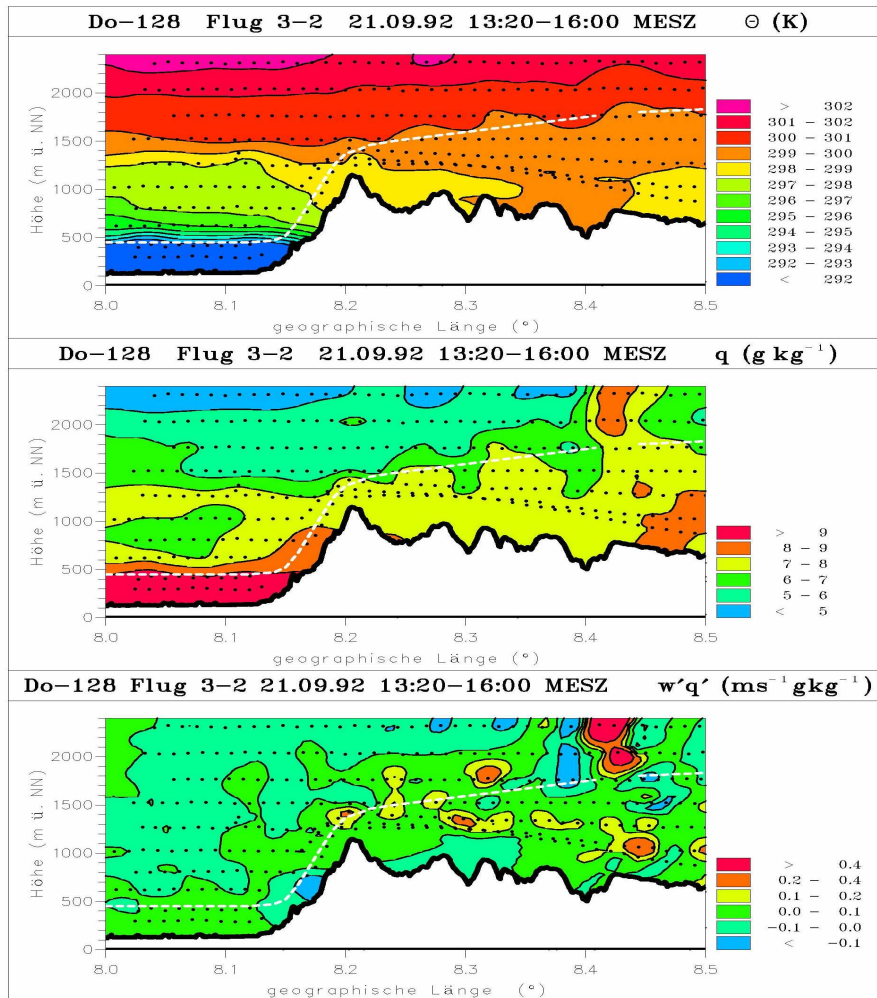 Do-128 Flug 3-2 21.09.92 13:20-16:00 MESZ Θ (K)
Höhe (m ü. NN)
2000
1500
1000
500
0
8.0 8.1 8.2 8.3 8.4 8.5
geographische Länge (°)
> 302
301 - 302
300 - 301
299 - 300
298 - 299
297 - 298
296 - 297
295 - 296
294 - 295
293 - 294
292 - 293
< 292
Do-128 Flug 3-2 21.09.92 13:20-16:00 MESZ q (g kg⁻¹)
Höhe (m ü. NN)
2000
1500
1000
500
0
8.0 8.1 8.2 8.3 8.4 8.5
geographische Länge (°)
> 9
8 - 9
7 - 8
6 - 7
5 - 6
< 5
Do-128 Flug 3-2 21.09.92 13:20-16:00 MESZ w'q' (ms⁻¹gkg⁻¹)
Höhe (m ü. NN)
2000
1500
1000
500
0
8.0 8.1 8.2 8.3 8.4 8.5
geographische Länge (°)
> 0.4
0.2 - 0.4
0.1 - 0.2
0.0 - 0.1
-0.1 - 0.0
< -0.1